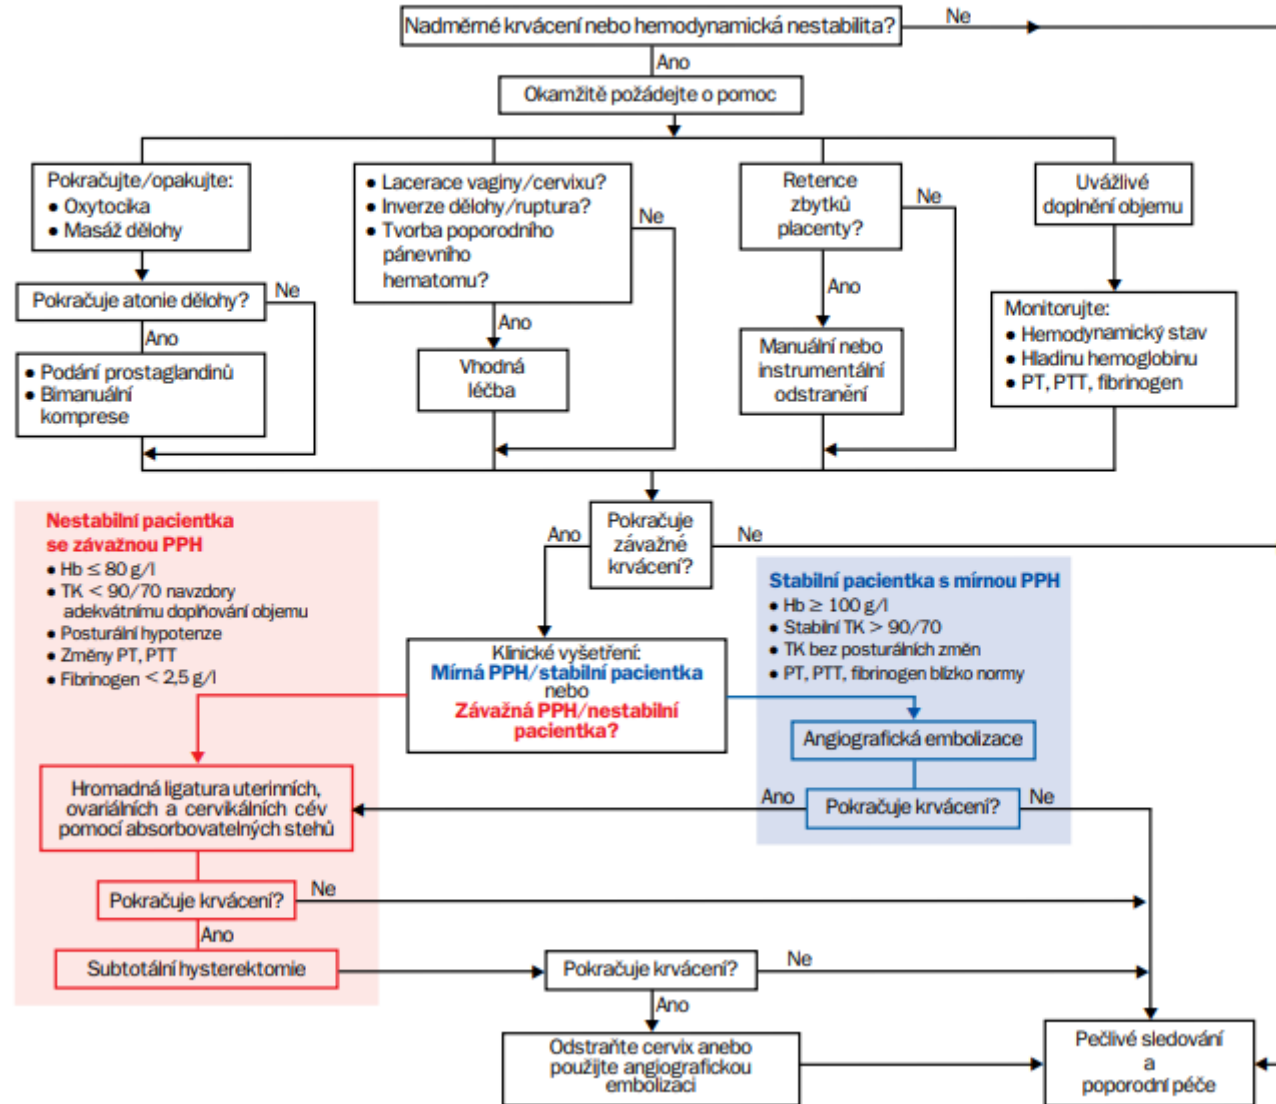 Nadměrné krvácení nebo hemodynamická nestabilita?
Ne
Ano
Okamžitě požádejte o pomoc
Pokračujte/opakujte:
● Oxytocika
● Masáž dělohy
● Lacerace vaginy/cervixu?
● Inverze dělohy/ruptura?
● Tvorba poporodního
pánevního
hematomu?
Ne
Retence
zbytků
placenty?
Ne
Uvážlivé
doplnění objemu
Pokračuje atonie dělohy?
Ne
Ano
Ano
Ano
● Podání prostaglandinů
● Bimanuální
komprese
Vhodná
léčba
Manuální nebo
instrumentální
odstranění
Monitorujte:
● Hemodynamický stav
● Hladinu hemoglobinu
● PT, PTT, fibrinogen
Nestabilní pacientka
se závažnou PPH
● Hb ≤ 80 g/l
● TK < 90/70 navzdory
adekvátnímu doplňování objemu
● Posturální hypotenze
● Změny PT, PTT
● Fibrinogen < 2,5 g/l
Ano
Pokračuje
závažné
krvácení?
Ne
Stabilní pacientka s mírnou PPH
● Hb ≥ 100 g/l
● Stabilní TK > 90/70
● TK bez posturálních změn
● PT, PTT, fibrinogen blízko normy
Klinické vyšetření:
Mírná PPH/stabilní pacientka
nebo
Závažná PPH/nestabilní
pacientka?
Angiografická embolizace
Hromadná ligatura uterinních,
ovariálních a cervikálních cév
pomocí absorbovatelných stehů
Ano
Pokračuje krvácení?
Ne
Pokračuje krvácení?
Ne
Ano
Subtotální hysterektomie
Pokračuje krvácení?
Ne
Ano
Odstraňte cervix anebo
použijte angiografickou
embolizaci
Pečlivé sledování
a
poporodní péče